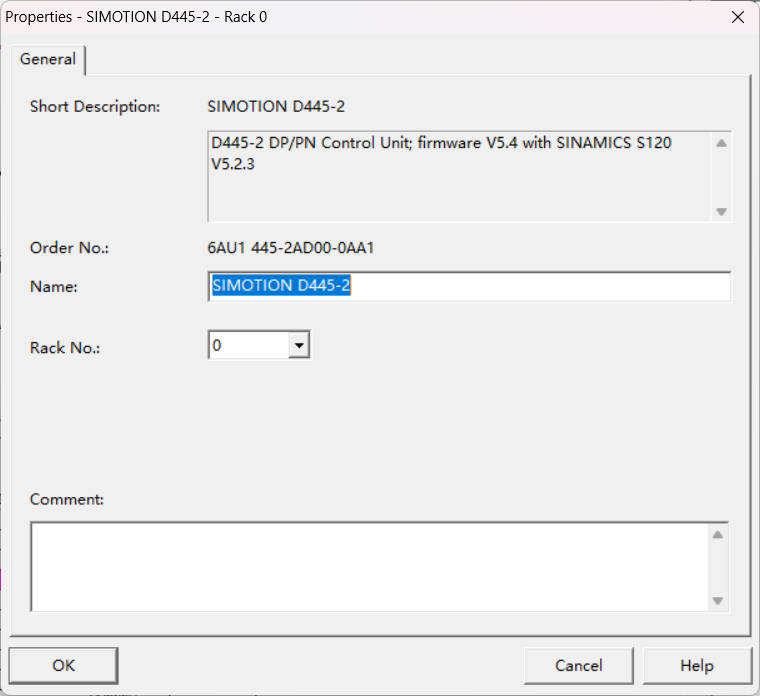 Properties - SIMOTION D445-2 - Rack 0
General
Short Description: SIMOTION D445-2
D445-2 DP/PN Control Unit; firmware V5.4 with SINAMICS S120
V5.2.3
Order No.: 6AU1 445-2AD00-0AA1
Name: SIMOTION D445-2
Rack No.: 0
Comment:
OK Cancel Help